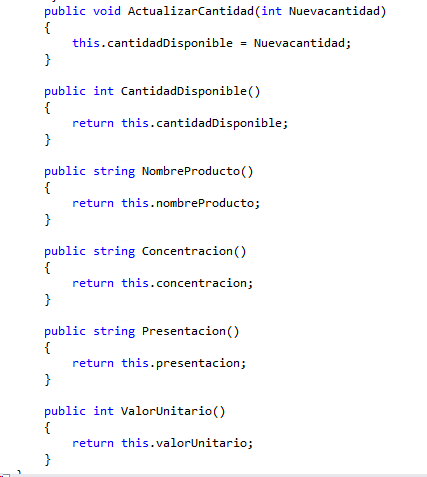 public void ActualizarCantidad(int Nuevacantidad)
{
this.cantidadDisponible = Nuevacantidad;
}
public int CantidadDisponible()
{
return this.cantidadDisponible;
}
public string NombreProducto()
{
return this.nombreProducto;
}
public string Concentracion()
{
return this.concentracion;
}
public string Presentacion()
{
return this.presentacion;
}
public int ValorUnitario()
{
return this.valorUnitario;
}